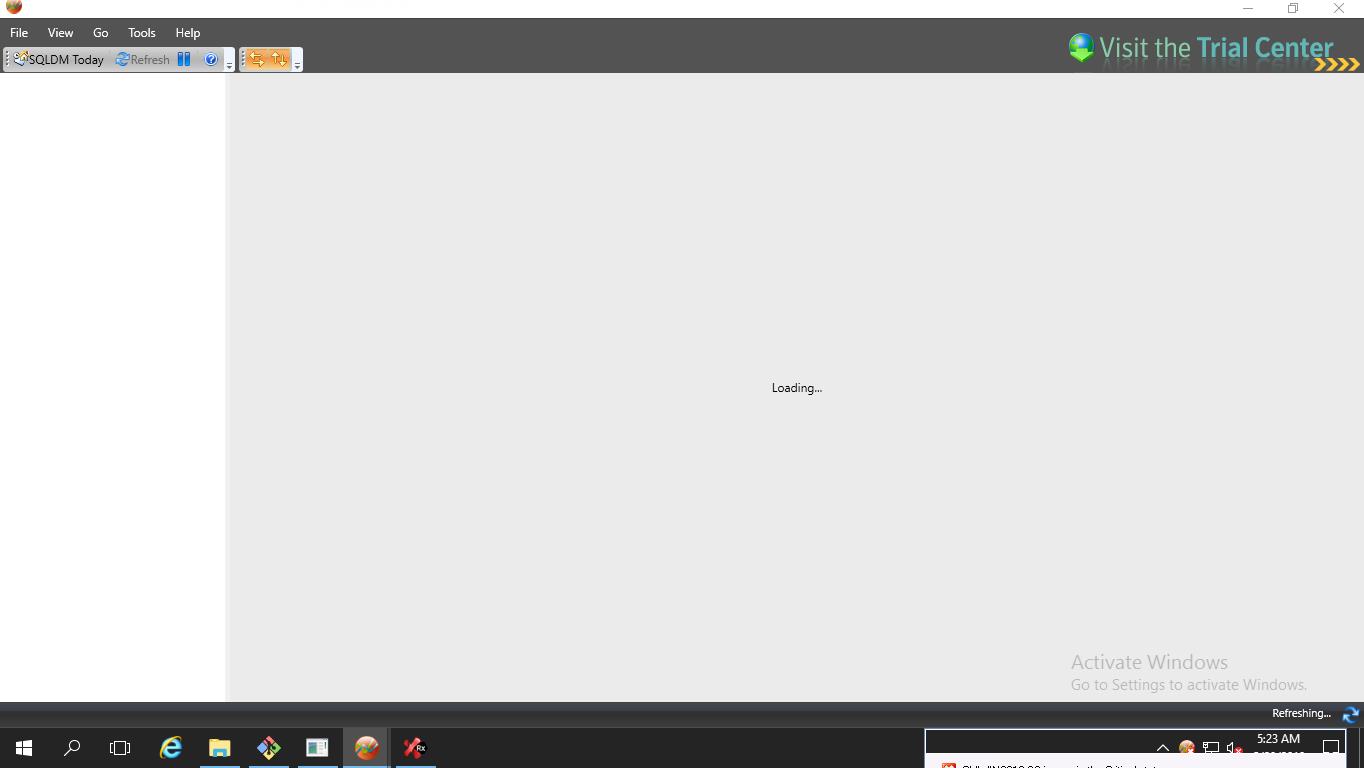 File View Go Tools Help
Visit the Trial Center
SQLDM Today Refresh
Loading...
Activate Windows
Go to Settings to activate Windows.
Refreshing...
Rx
5:23 AM